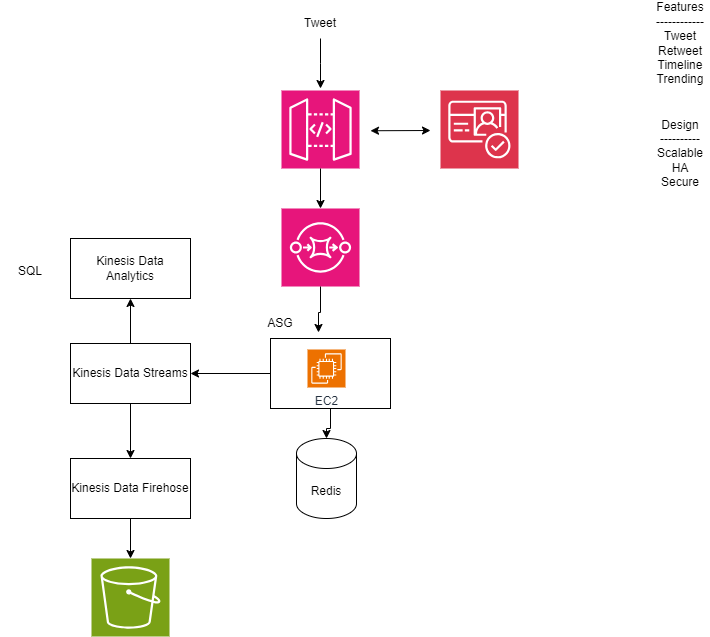 Tweet
Features
------------
Tweet
Retweet
Timeline
Trending
</>
Design
----------
Scalable
HA
Secure
SQL
Kinesis Data
Analytics
ASG
Kinesis Data Streams
EC2
Kinesis Data Firehose
Redis